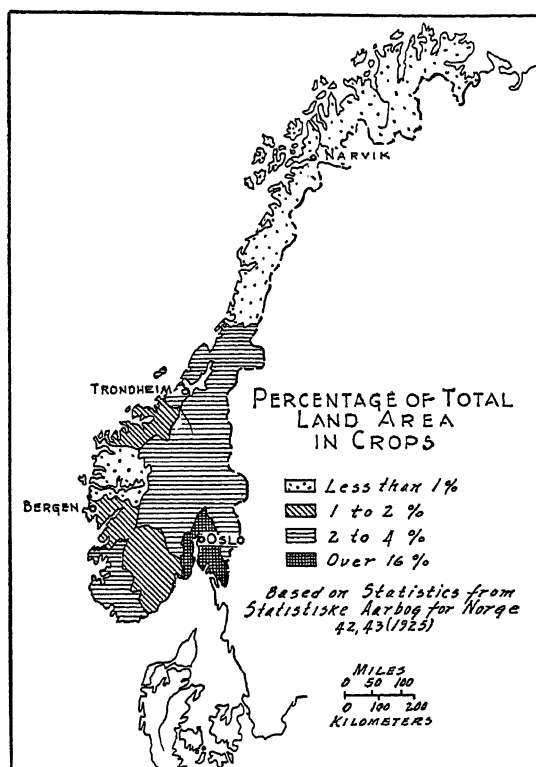 NARVIK
TRONDHEIM
PERCENTAGE OF TOTAL
LAND AREA
IN CROPS
BERGEN
Less than 1%
1 to 2 %
2 to 4 %
Over 16 %
OSLO
Based on Statistics from
Statistiske Aarbog for Norge
42,43 (1925)
MILES
0 50 100
0 100 200
KILOMETERS